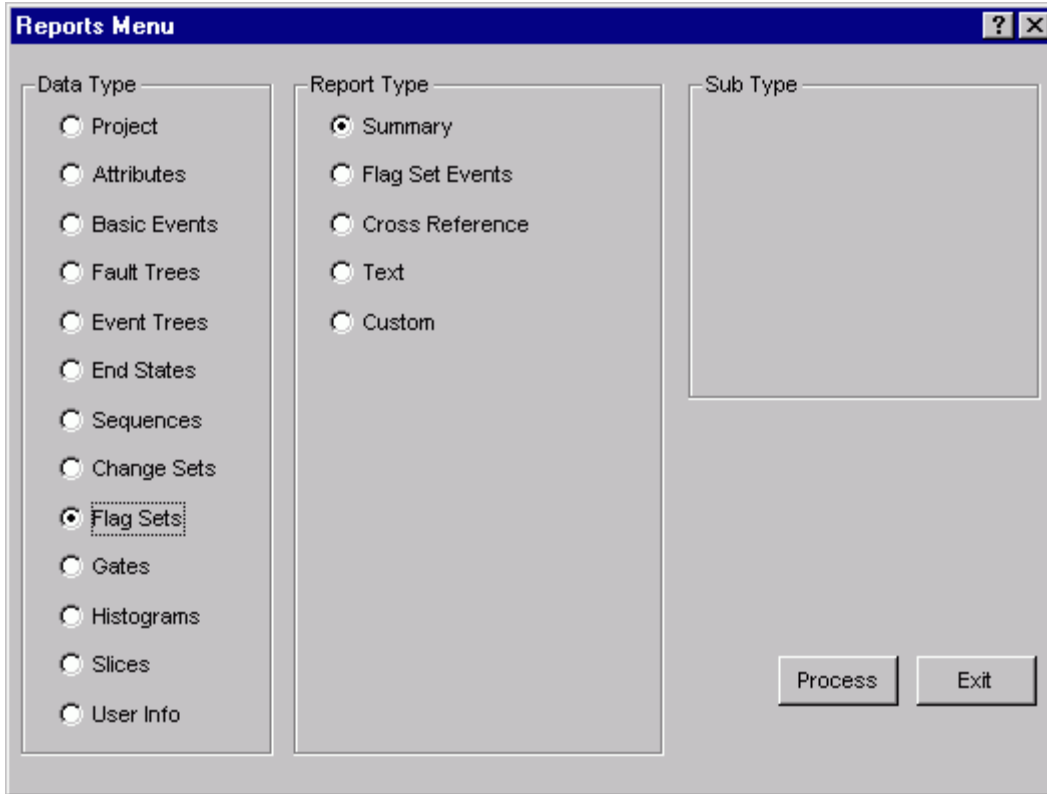 Reports Menu
Data Type
Project
Attributes
Basic Events
Fault Trees
Event Trees
End States
Sequences
Change Sets
Flag Sets
Gates
Histograms
Slices
User Info
Report Type
Summary
Flag Set Events
Cross Reference
Text
Custom
Sub Type
Process
Exit